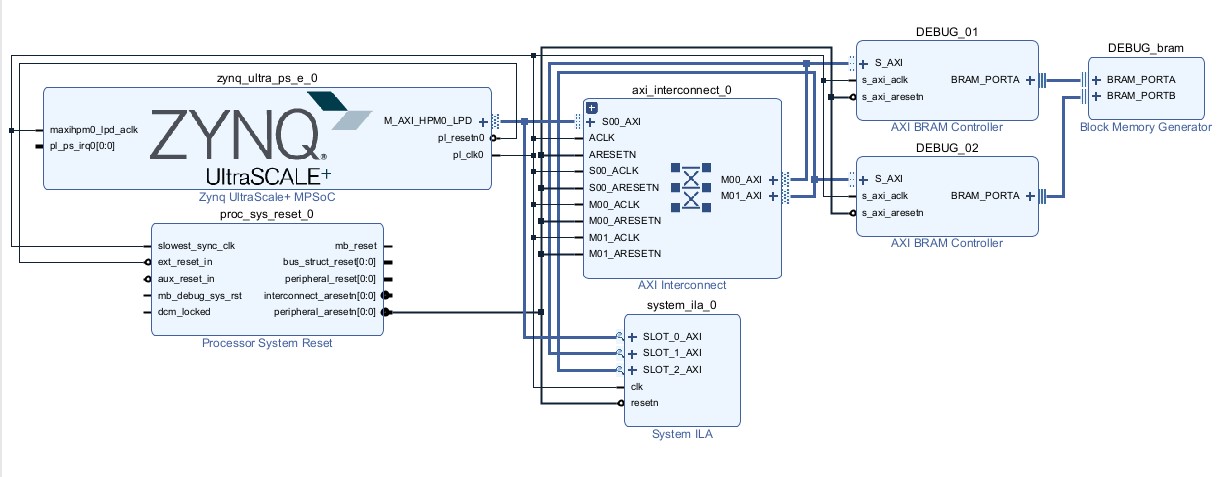 zynq_ultra_ps_e_0
maxihpm0_lpd_aclk
pl_ps_irq0[0:0]
ZYNQ®
UltraSCALE+
M_AXI_HPM0_LPD
pl_resetn0
pl_clk0
Zynq UltraScale+ MPSoC
proc_sys_reset_0
slowest_sync_clk
ext_reset_in
aux_reset_in
mb_debug_sys_rst
dcm_locked
mb_reset
bus_struct_reset[0:0]
peripheral_reset[0:0]
interconnect_aresetn[0:0]
peripheral_aresetn[0:0]
Processor System Reset
axi_interconnect_0
S00_AXI
ACLK
ARESETN
S00_ACLK
S00_ARESETN
M00_ACLK
M00_ARESETN
M01_ACLK
M01_ARESETN
M00_AXI
M01_AXI
AXI Interconnect
system_ila_0
SLOT_0_AXI
SLOT_1_AXI
SLOT_2_AXI
clk
resetn
System ILA
DEBUG_01
S_AXI
s_axi_aclk
s_axi_aresetn
BRAM_PORTA
AXI BRAM Controller
DEBUG_02
S_AXI
s_axi_aclk
s_axi_aresetn
BRAM_PORTA
AXI BRAM Controller
DEBUG_bram
BRAM_PORTA
BRAM_PORTB
Block Memory Generator